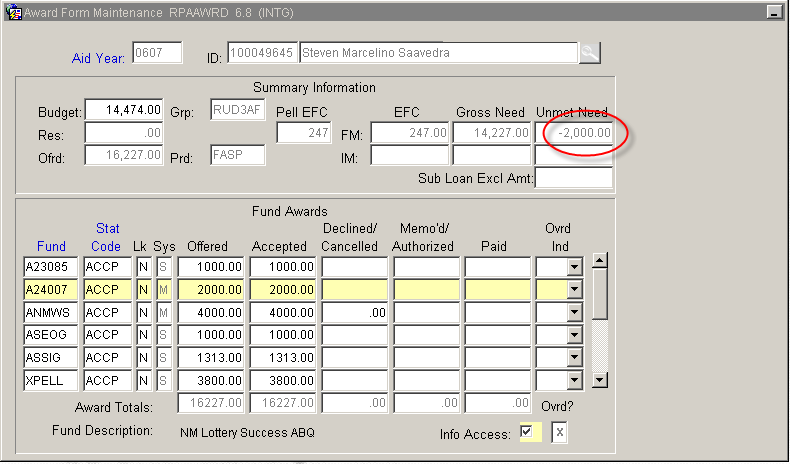 Award Form Maintenance RPAAWRD 6.8 (INTG)
Aid Year: 0607 ID: 100049645 Steven Marcelino Saavedra
Summary Information
Budget: 14,474.00 Grp: RUD3AF Pell EFC EFC Gross Need Unmet Need
Res: .00 247 FM: 247.00 14,227.00 -2,000.00
Ofrd: 16,227.00 Prd: FASP IM:
Sub Loan Excl Amt:
Fund Awards
Stat Declined/ Memo'd/ Ovrd
Fund Code Lk Sys Offered Accepted Cancelled Authorized Paid Ind
A23085 ACCP N S 1000.00 1000.00
A24007 ACCP N M 2000.00 2000.00
ANMWS ACCP N M 4000.00 4000.00 .00
ASEOG ACCP N S 1000.00 1000.00
ASSIG ACCP N S 1313.00 1313.00
XPELL ACCP N S 3800.00 3800.00
Award Totals: 16227.00 16227.00 .00 .00 .00 Ovrd?
Fund Description: NM Lottery Success ABQ Info Access: X